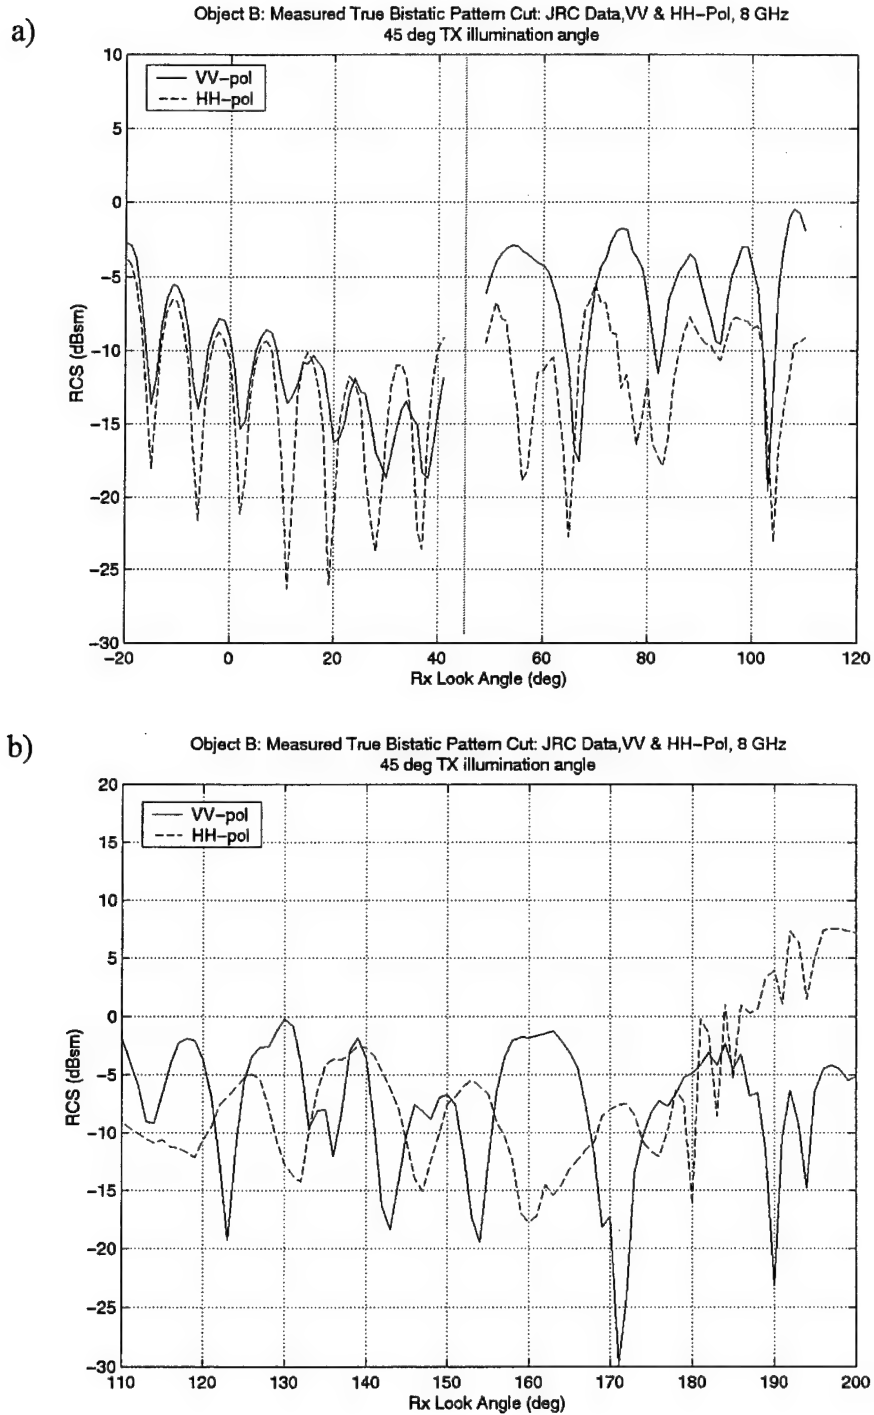 a)
Object B: Measured True Bistatic Pattern Cut: JRC Data,VV & HH-Pol, 8 GHz
45 deg TX illumination angle
VV-pol
HH-pol
RCS (dBsm)
10
5
0
-5
-10
-15
-20
-25
-30
-20 0 20 40 60 80 100 120
Rx Look Angle (deg)
b)
Object B: Measured True Bistatic Pattern Cut: JRC Data,VV & HH-Pol, 8 GHz
45 deg TX illumination angle
VV-pol
HH-pol
RCS (dBsm)
20
15
10
5
0
-5
-10
-15
-20
-25
-30
110 120 130 140 150 160 170 180 190 200
Rx Look Angle (deg)